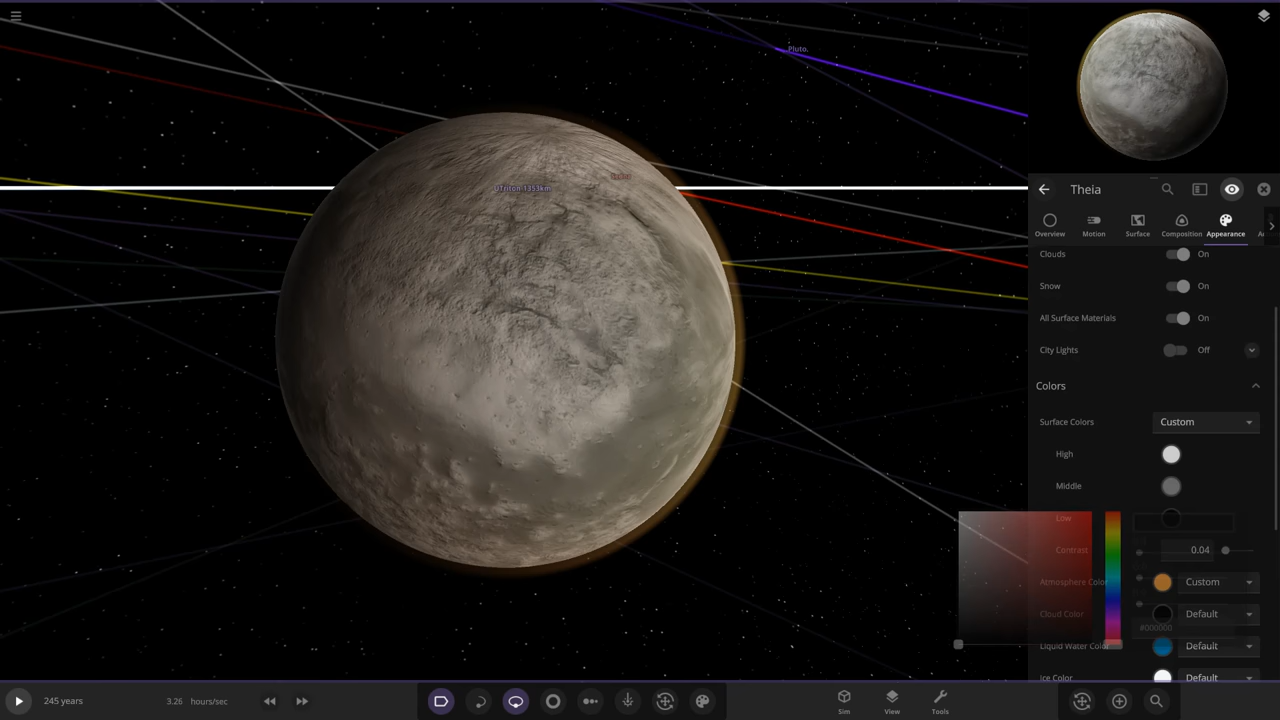 Pluto.
uTriton 1353km
Theia
Overview
Motion
Surface
Composition
Appearance
Clouds
On
Snow
On
All Surface Materials
On
City Lights
Off
Colors
Surface Colors
Custom
High
Middle
Low
Contrast
0.04
Atmosphere Color
Custom
Cloud Color
Default
#000000
Liquid Water Color
Default
Ice Color
Default
245 years
3.26 hours/sec
Sim
View
Tools